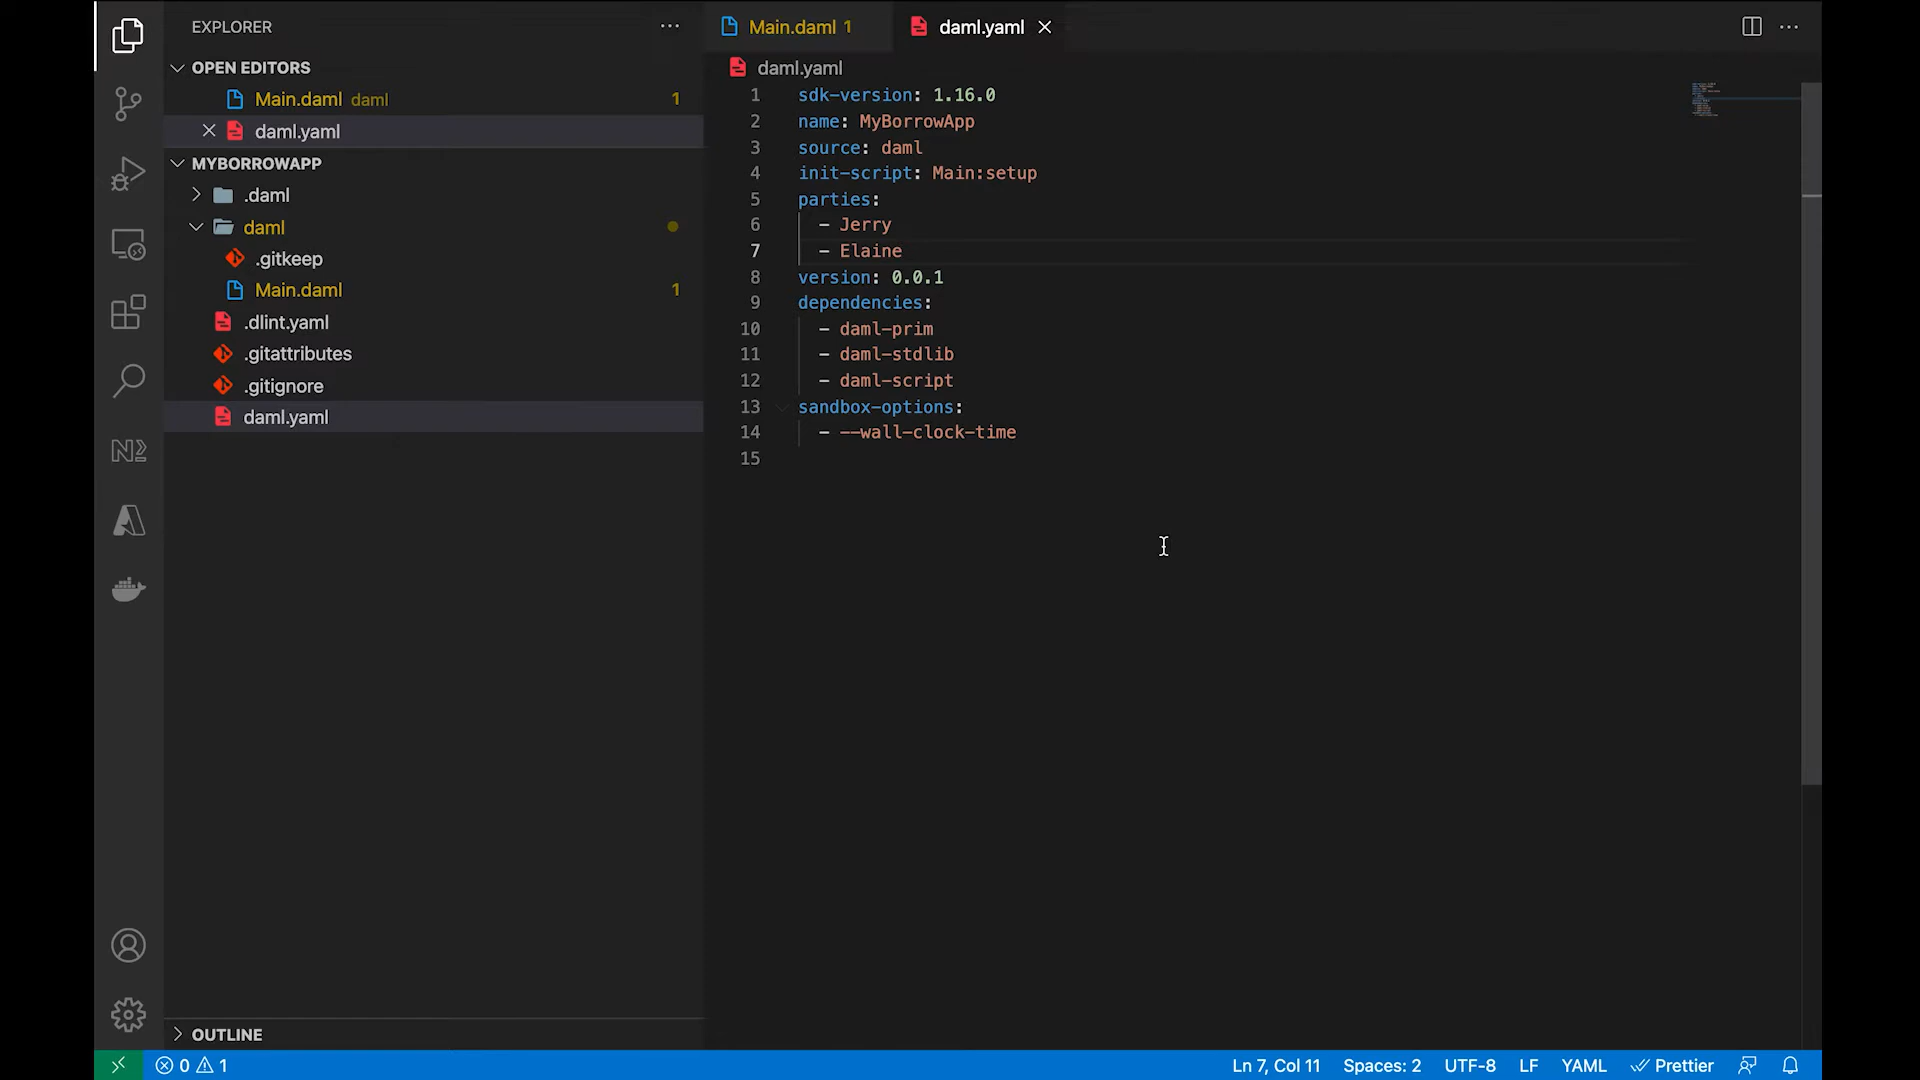 EXPLORER
OPEN EDITORS
Main.daml daml 1
daml.yaml
MYBORROWAPP
.daml
daml
.gitkeep
Main.daml 1
.dlint.yaml
.gitattributes
.gitignore
daml.yaml
OUTLINE
Main.daml 1
daml.yaml
daml.yaml
1 sdk-version: 1.16.0
2 name: MyBorrowApp
3 source: daml
4 init-script: Main:setup
5 parties:
6 - Jerry
7 - Elaine
8 version: 0.0.1
9 dependencies:
10 - daml-prim
11 - daml-stdlib
12 - daml-script
13 sandbox-options:
14 - --wall-clock-time
15
0 1
Ln 7, Col 11 Spaces: 2 UTF-8 LF YAML Prettier